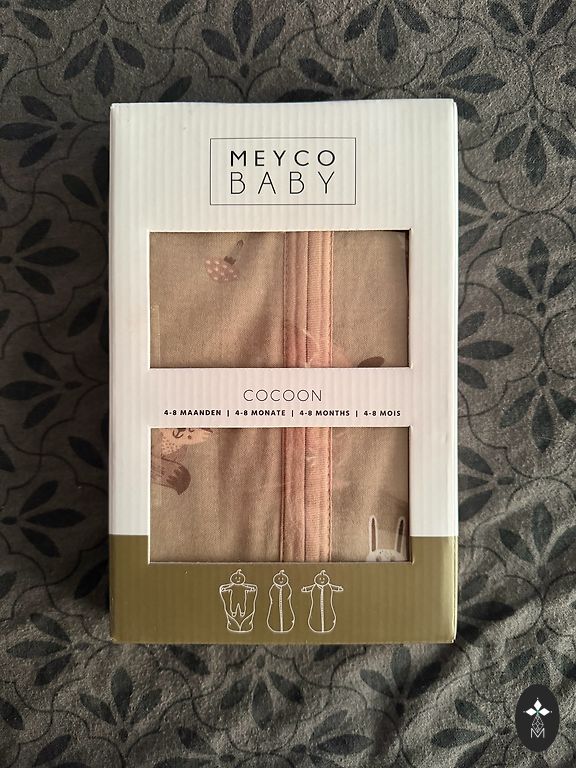 MEYCO
BABY
COCOON
4-8 MAANDEN | 4-8 MONATE | 4-8 MONTHS | 4-8 MOIS
M